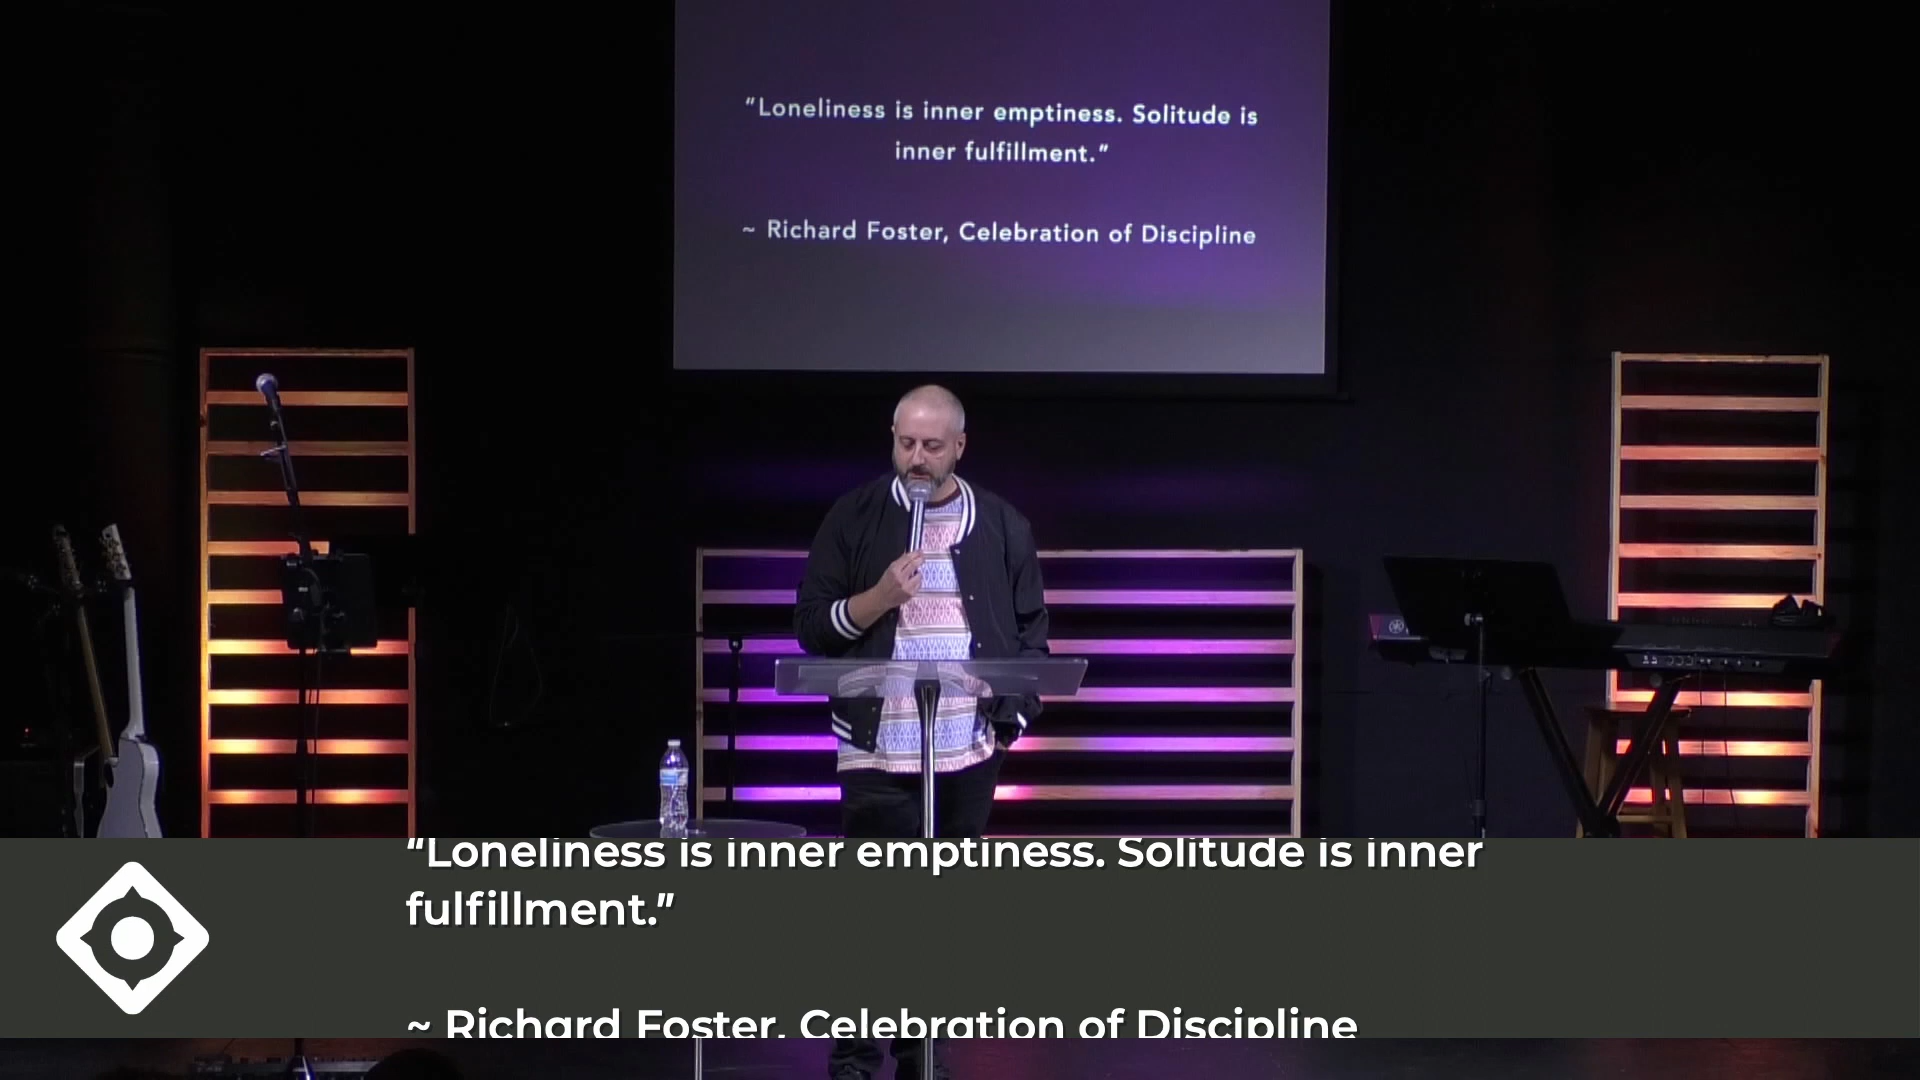 "Loneliness is inner emptiness. Solitude is
inner fulfillment."
~ Richard Foster, Celebration of Discipline
“Loneliness is inner emptiness. Solitude is inner
fulfillment.”
~ Richard Foster, Celebration of Discipline